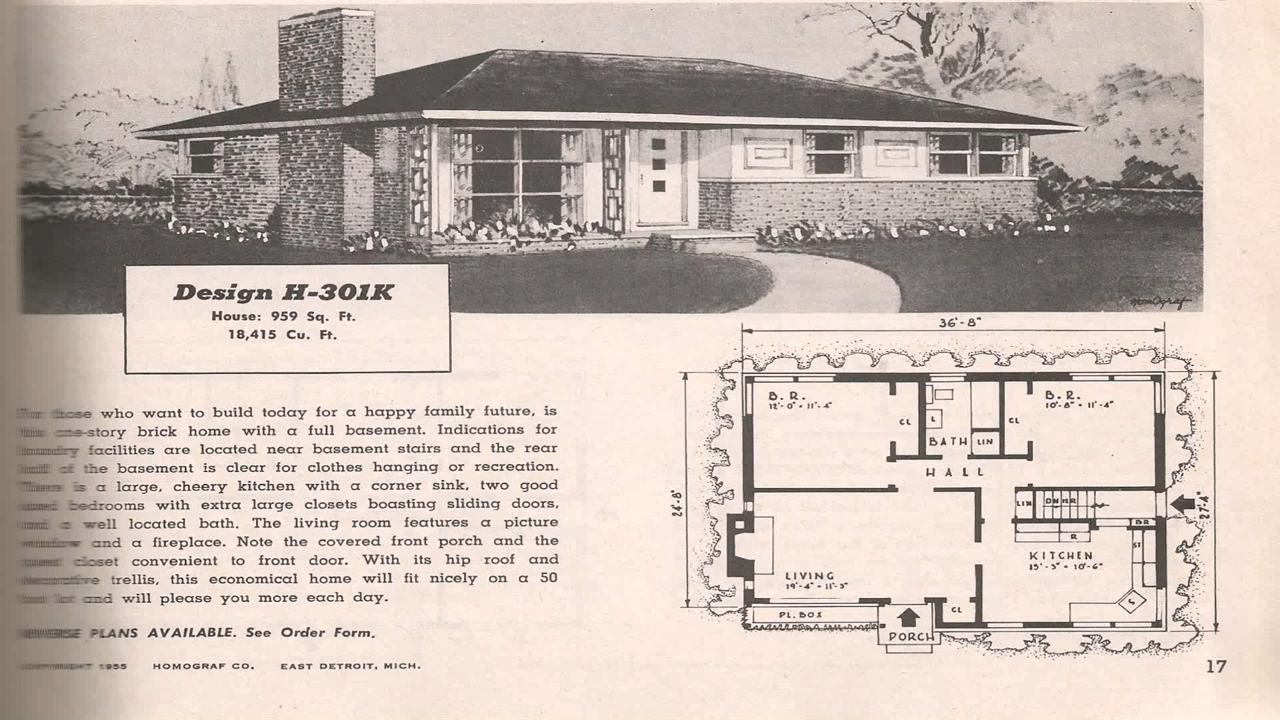 HomOgraf
Design H-301K
House: 959 Sq. Ft.
18,415 Cu. Ft.
who want to build today for a happy family future, is
one-story brick home with a full basement. Indications for
facilities are located near basement stairs and the rear
of the basement is clear for clothes hanging or recreation.
is a large, cheery kitchen with a corner sink, two good
bedrooms with extra large closets boasting sliding doors,
a well located bath. The living room features a picture
and a fireplace. Note the covered front porch and the
closet convenient to front door. With its hip roof and
trellis, this economical home will fit nicely on a 50
and will please you more each day.
PLANS AVAILABLE. See Order Form.
1955 HOMOGRAF CO. EAST DETROIT, MICH.
36'-8"
B. R.
12'-0" × 11'-4"
CL
L
BATH
LIN
CL
B. R.
10'-8" × 11'-4"
HALL
24'-8"
27'-4"
LIN
DN
BR
R
ST
KITCHEN
15'-3" × 10'-6"
LIVING
19'-4" × 11'-3"
PL. BOX
CL
PORCH
17